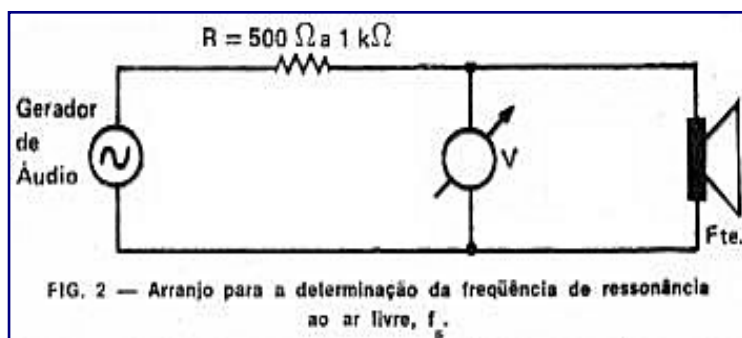 R = 500 Ω a 1 kΩ
Gerador
de
Áudio
V
Fte.
FIG. 2 — Arranjo para a determinação da freqüência de ressonância
ao ar livre, fs.